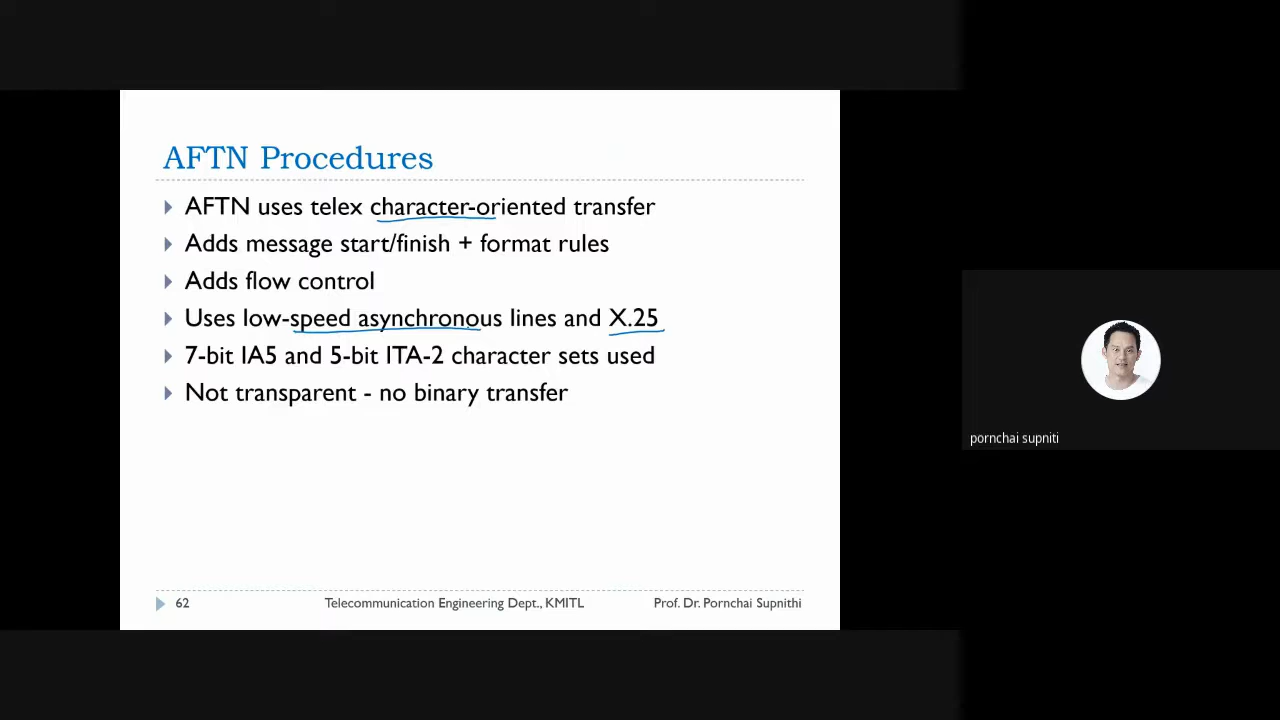 AFTN Procedures
AFTN uses telex character-oriented transfer
Adds message start/finish + format rules
Adds flow control
Uses low-speed asynchronous lines and X.25
7-bit IA5 and 5-bit ITA-2 character sets used
Not transparent - no binary transfer
62 Telecommunication Engineering Dept., KMITL Prof. Dr. Pornchai Supnithi
pornchai supniti